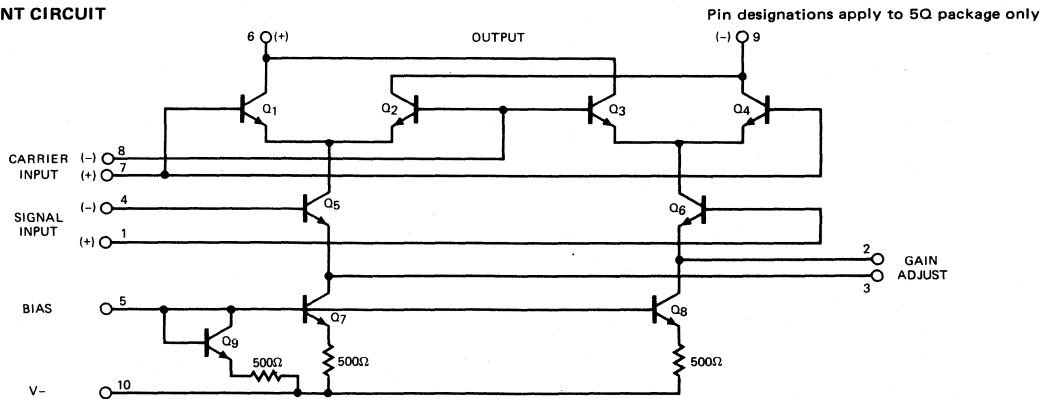 NT CIRCUIT
Pin designations apply to 5Q package only
6 (+)
OUTPUT
(-) 9
Q1
Q2
Q3
Q4
CARRIER (-) 8
INPUT (+) 7
SIGNAL
INPUT
(-) 4
(+) 1
Q5
Q6
2
GAIN
ADJUST
3
BIAS 5
Q7
Q8
Q9
500Ω
500Ω
500Ω
V- 10